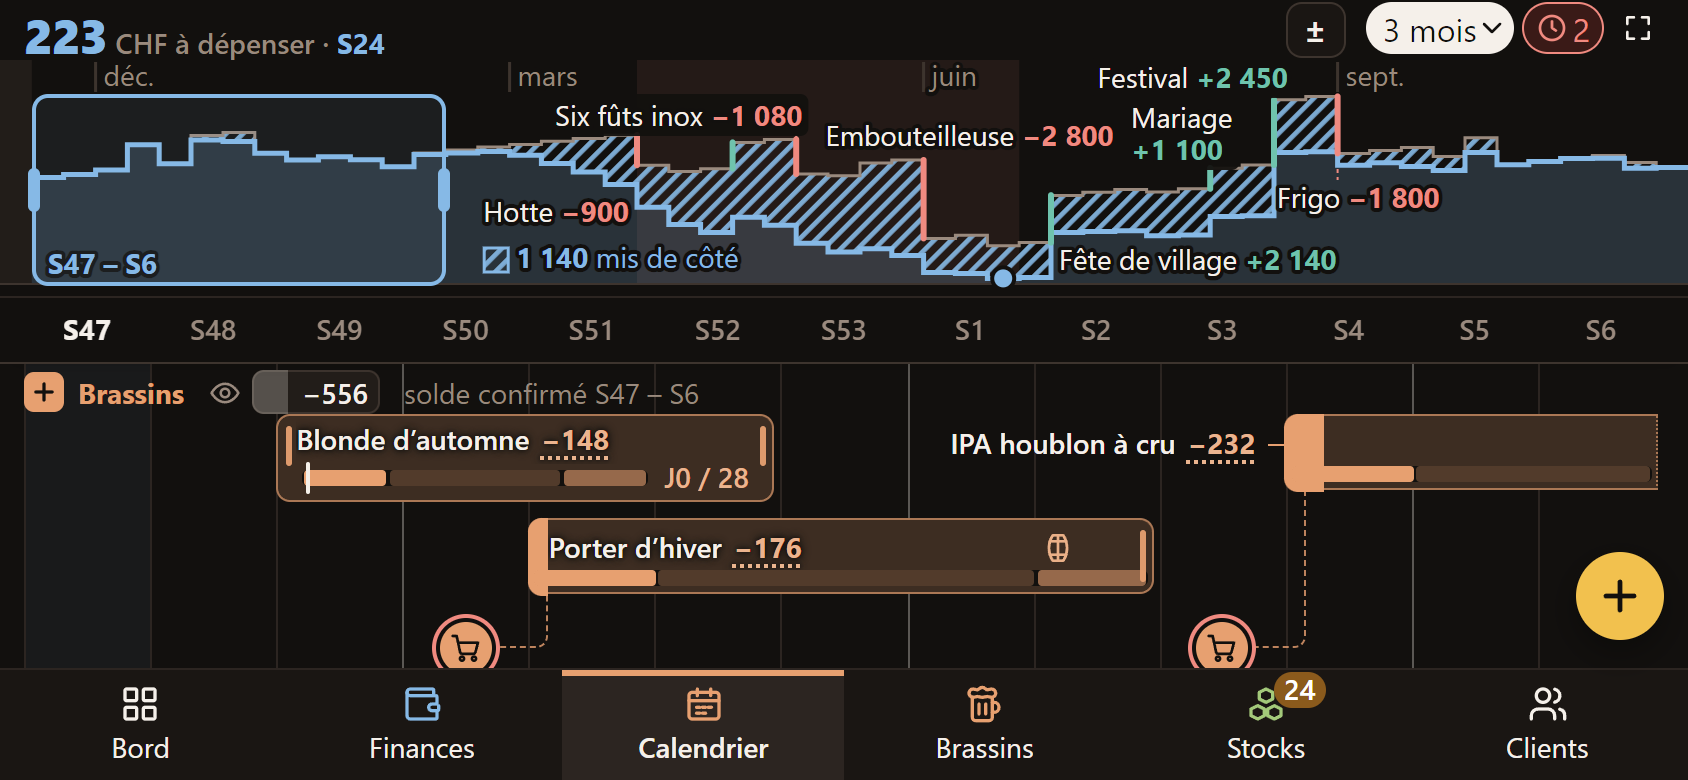 223 CHF à dépenser · S24
± 3 mois 2
déc. mars juin sept.
Festival +2 450
Six fûts inox −1 080
Mariage
+1 100
Embouteilleuse −2 800
Hotte −900
Frigo −1 800
1 140 mis de côté
Fête de village +2 140
S47 – S6
S47 S48 S49 S50 S51 S52 S53 S1 S2 S3 S4 S5 S6
+ Brassins −556 solde confirmé S47 – S6
Blonde d’automne −148
J0 / 28
IPA houblon à cru −232
Porter d’hiver −176
+
24
Bord Finances Calendrier Brassins Stocks Clients